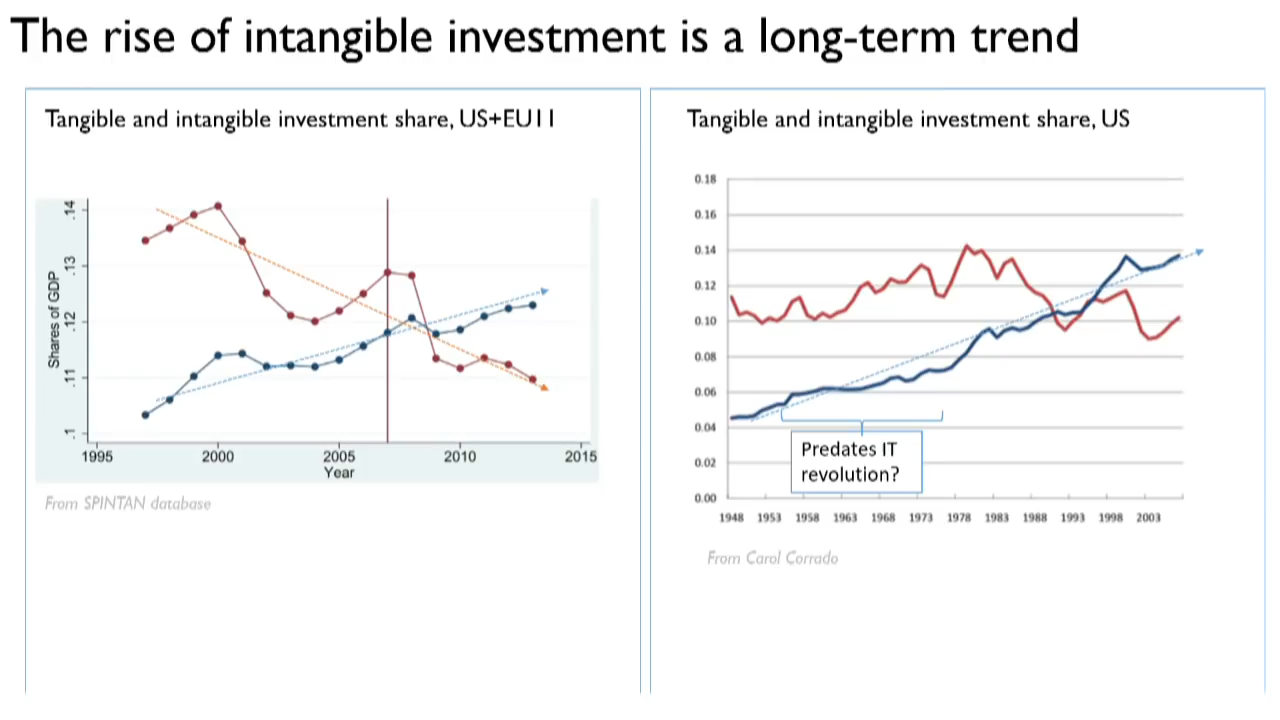 The rise of intangible investment is a long-term trend
Tangible and intangible investment share, US+EU11
Shares of GDP
.14
.13
.12
.11
.1
1995 2000 2005 2010 2015
Year
From SPINTAN database
Tangible and intangible investment share, US
0.18
0.16
0.14
0.12
0.10
0.08
0.06
0.04
0.02
0.00
Predates IT
revolution?
1948 1953 1958 1963 1968 1973 1978 1983 1988 1993 1998 2003
From Carol Corrado